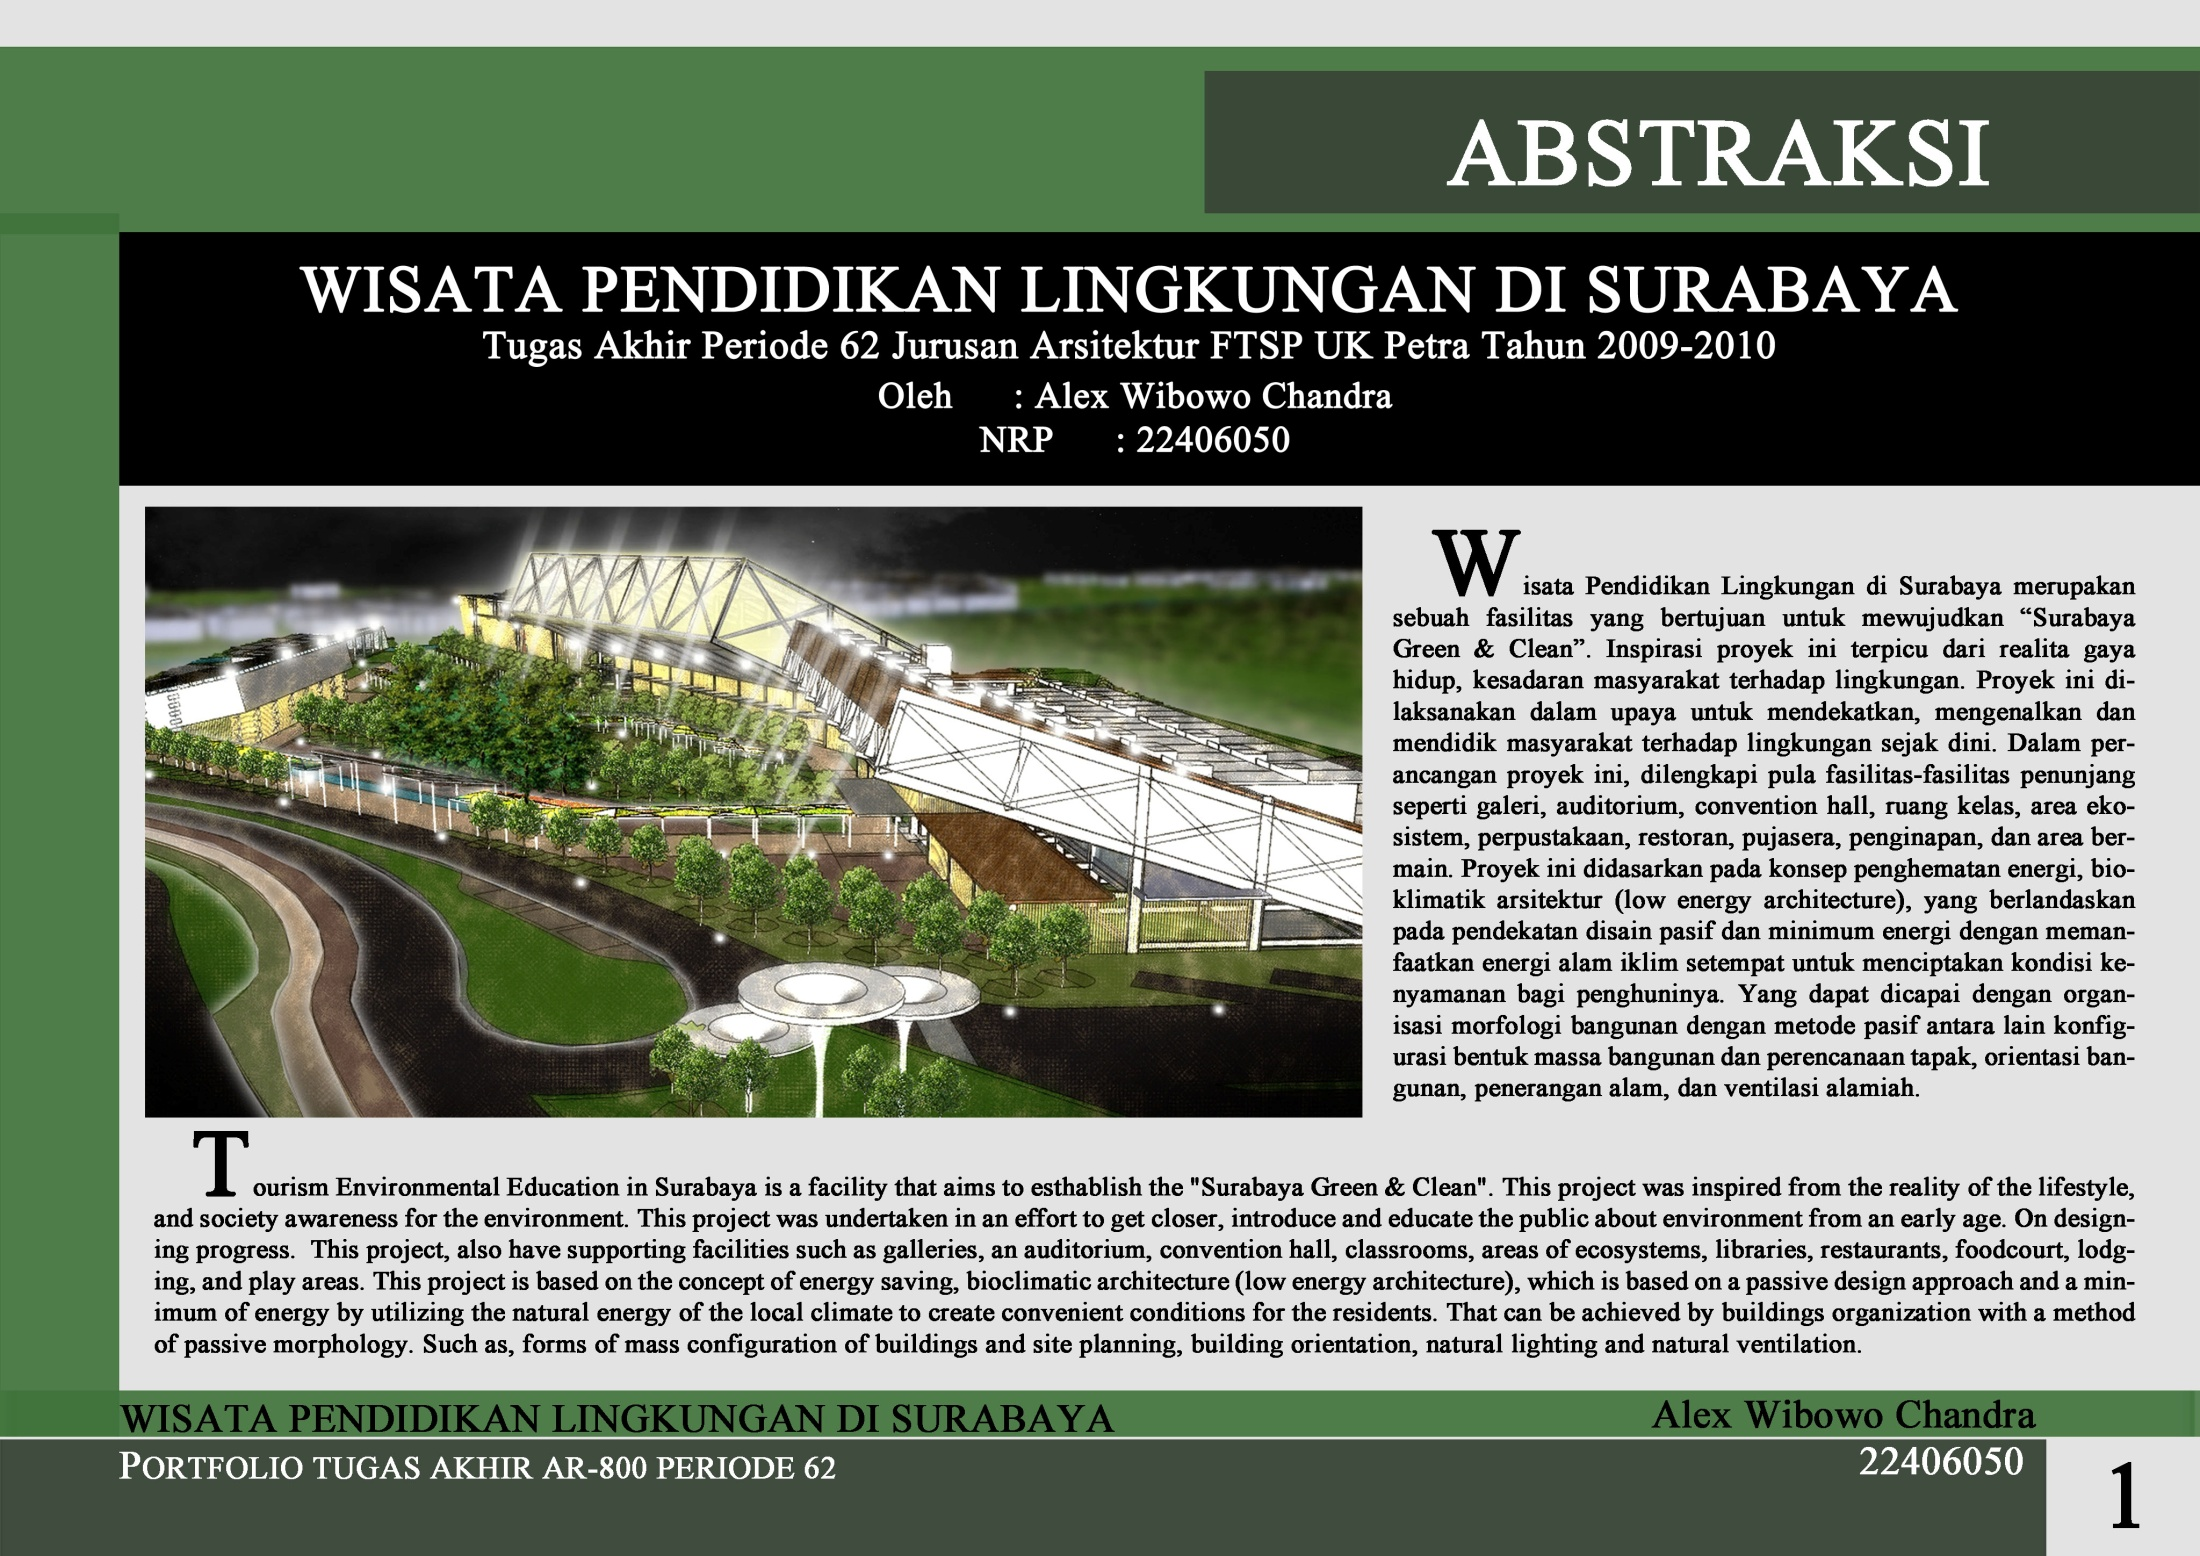 ABSTRAKSI
WISATA PENDIDIKAN LINGKUNGAN DI SURABAYA
Tugas Akhir Periode 62 Jurusan Arsitektur FTSP UK Petra Tahun 2009-2010
Oleh : Alex Wibowo Chandra
NRP : 22406050
Wisata Pendidikan Lingkungan di Surabaya merupakan
sebuah fasilitas yang bertujuan untuk mewujudkan “Surabaya
Green & Clean”. Inspirasi proyek ini terpicu dari realita gaya
hidup, kesadaran masyarakat terhadap lingkungan. Proyek ini di-
laksanakan dalam upaya untuk mendekatkan, mengenalkan dan
mendidik masyarakat terhadap lingkungan sejak dini. Dalam per-
ancangan proyek ini, dilengkapi pula fasilitas-fasilitas penunjang
seperti galeri, auditorium, convention hall, ruang kelas, area eko-
sistem, perpustakaan, restoran, pujasera, penginapan, dan area ber-
main. Proyek ini didasarkan pada konsep penghematan energi, bio-
klimatik arsitektur (low energy architecture), yang berlandaskan
pada pendekatan disain pasif dan minimum energi dengan meman-
faatkan energi alam iklim setempat untuk menciptakan kondisi ke-
nyamanan bagi penghuninya. Yang dapat dicapai dengan organ-
isasi morfologi bangunan dengan metode pasif antara lain konfig-
urasi bentuk massa bangunan dan perencanaan tapak, orientasi ban-
gunan, penerangan alam, dan ventilasi alamiah.
Tourism Environmental Education in Surabaya is a facility that aims to esthablish the "Surabaya Green & Clean". This project was inspired from the reality of the lifestyle,
and society awareness for the environment. This project was undertaken in an effort to get closer, introduce and educate the public about environment from an early age. On design-
ing progress.  This project, also have supporting facilities such as galleries, an auditorium, convention hall, classrooms, areas of ecosystems, libraries, restaurants, foodcourt, lodg-
ing, and play areas. This project is based on the concept of energy saving, bioclimatic architecture (low energy architecture), which is based on a passive design approach and a min-
imum of energy by utilizing the natural energy of the local climate to create convenient conditions for the residents. That can be achieved by buildings organization with a method
of passive morphology. Such as, forms of mass configuration of buildings and site planning, building orientation, natural lighting and natural ventilation.
WISATA PENDIDIKAN LINGKUNGAN DI SURABAYA
Alex Wibowo Chandra
PORTFOLIO TUGAS AKHIR AR-800 PERIODE 62
22406050
1